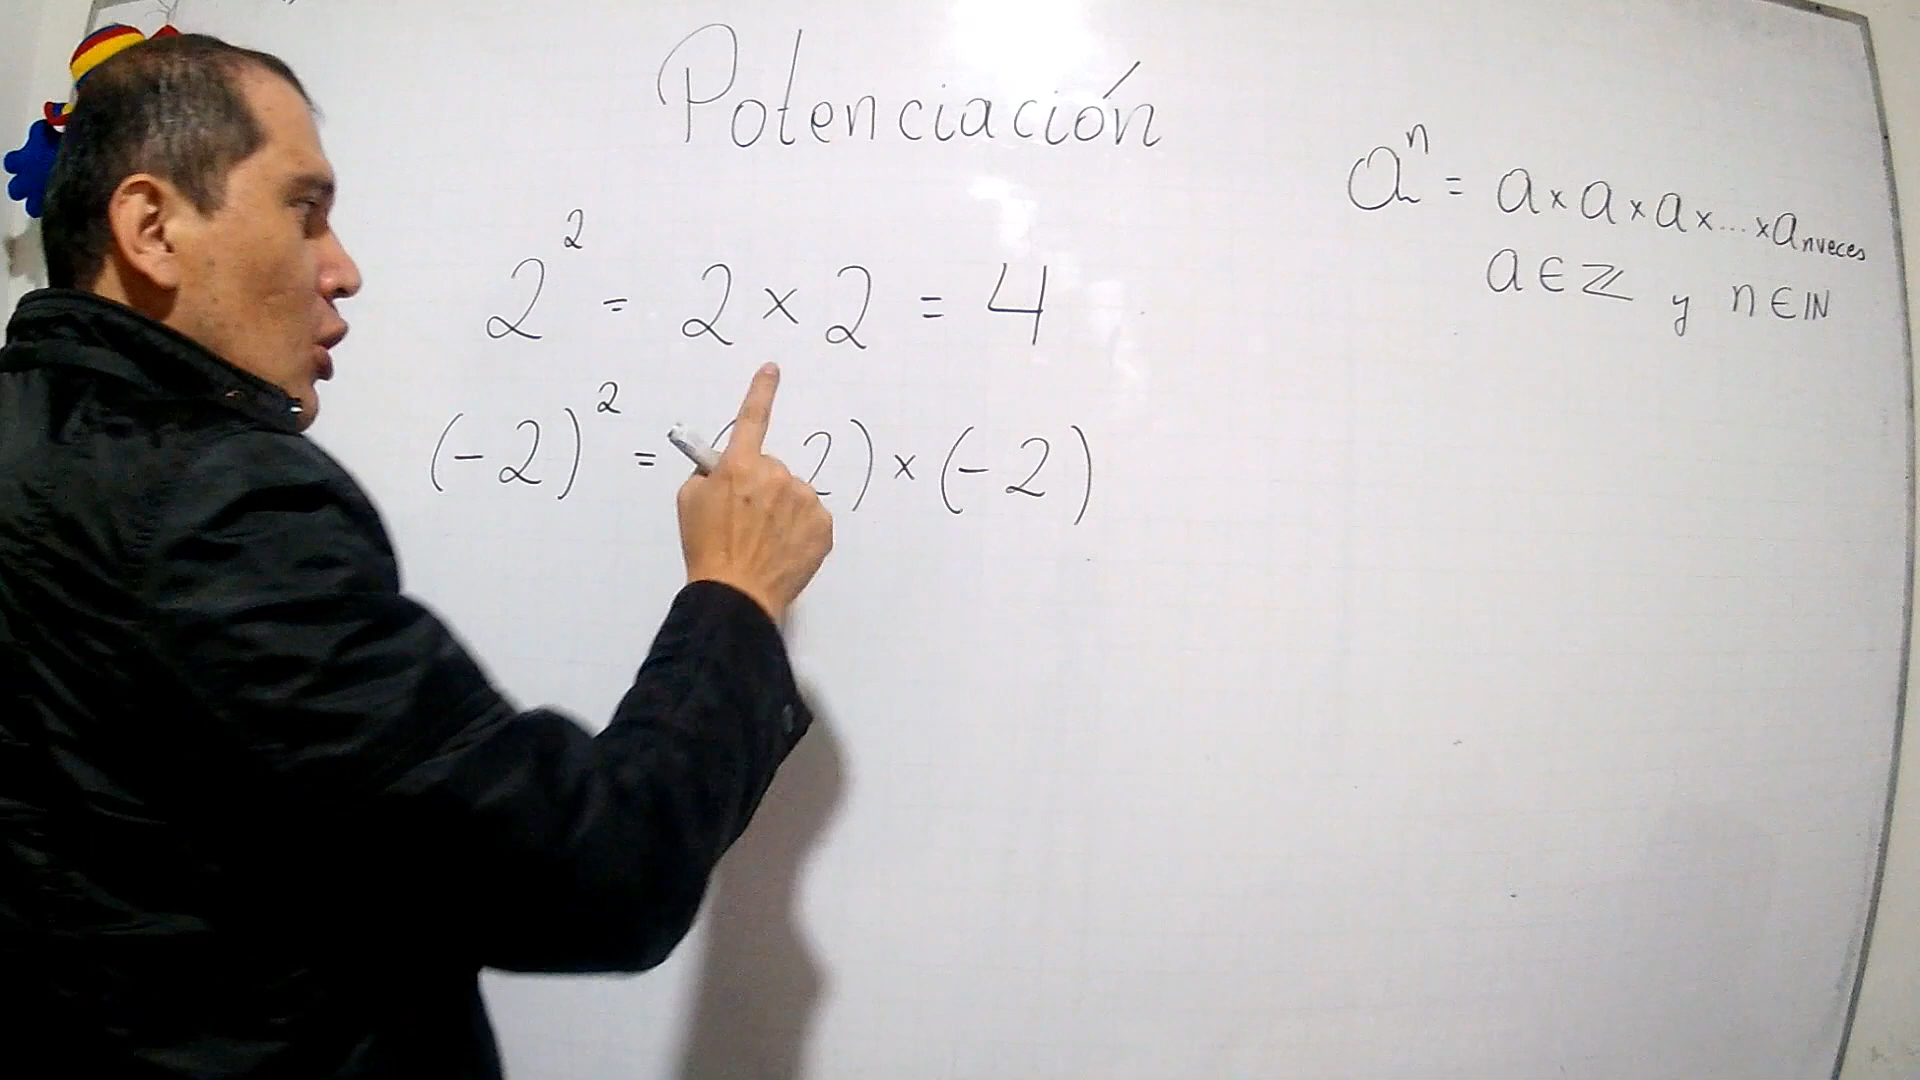 Potenciación
aⁿ = a × a × a × ... × a n veces
a ∈ ℤ y n ∈ ℕ
2² = 2 × 2 = 4
(-2)² = ( 2) × (-2)